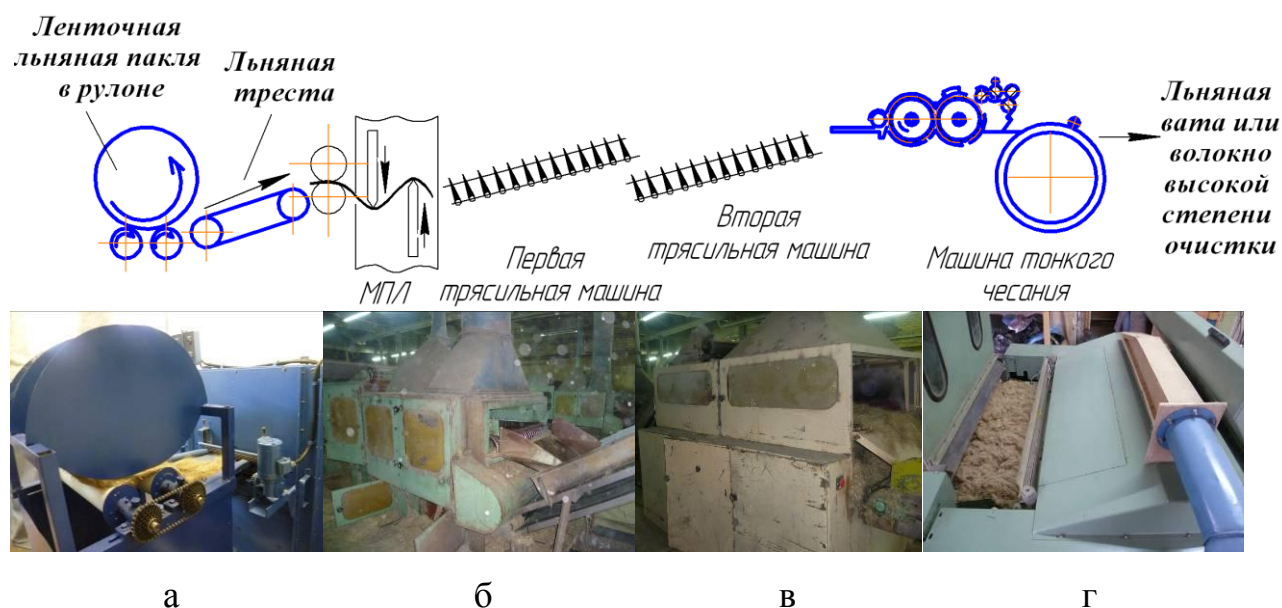 Ленточная
льняная пакля
в рулоне
Льняная
треста
МПЛ
Первая
трясильная машина
Вторая
трясильная машина
Машина тонкого
чесания
Льняная
вата или
волокно
высокой
степени
очистки
а б в г